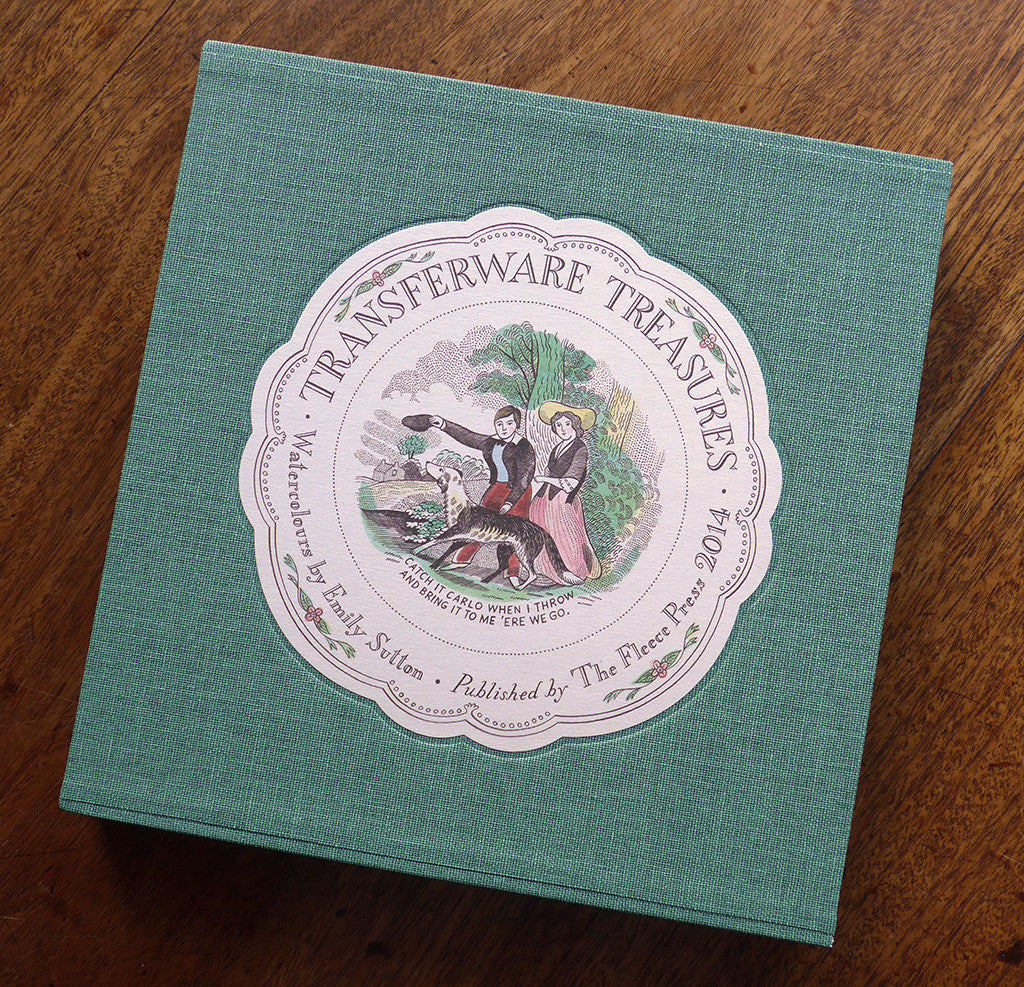 · TRANSFERWARE TREASURES ·
Watercolours by Emily Sutton · Published by The Fleece Press 2014
CATCH IT CARLO WHEN I THROW
AND BRING IT TO ME 'ERE WE GO.